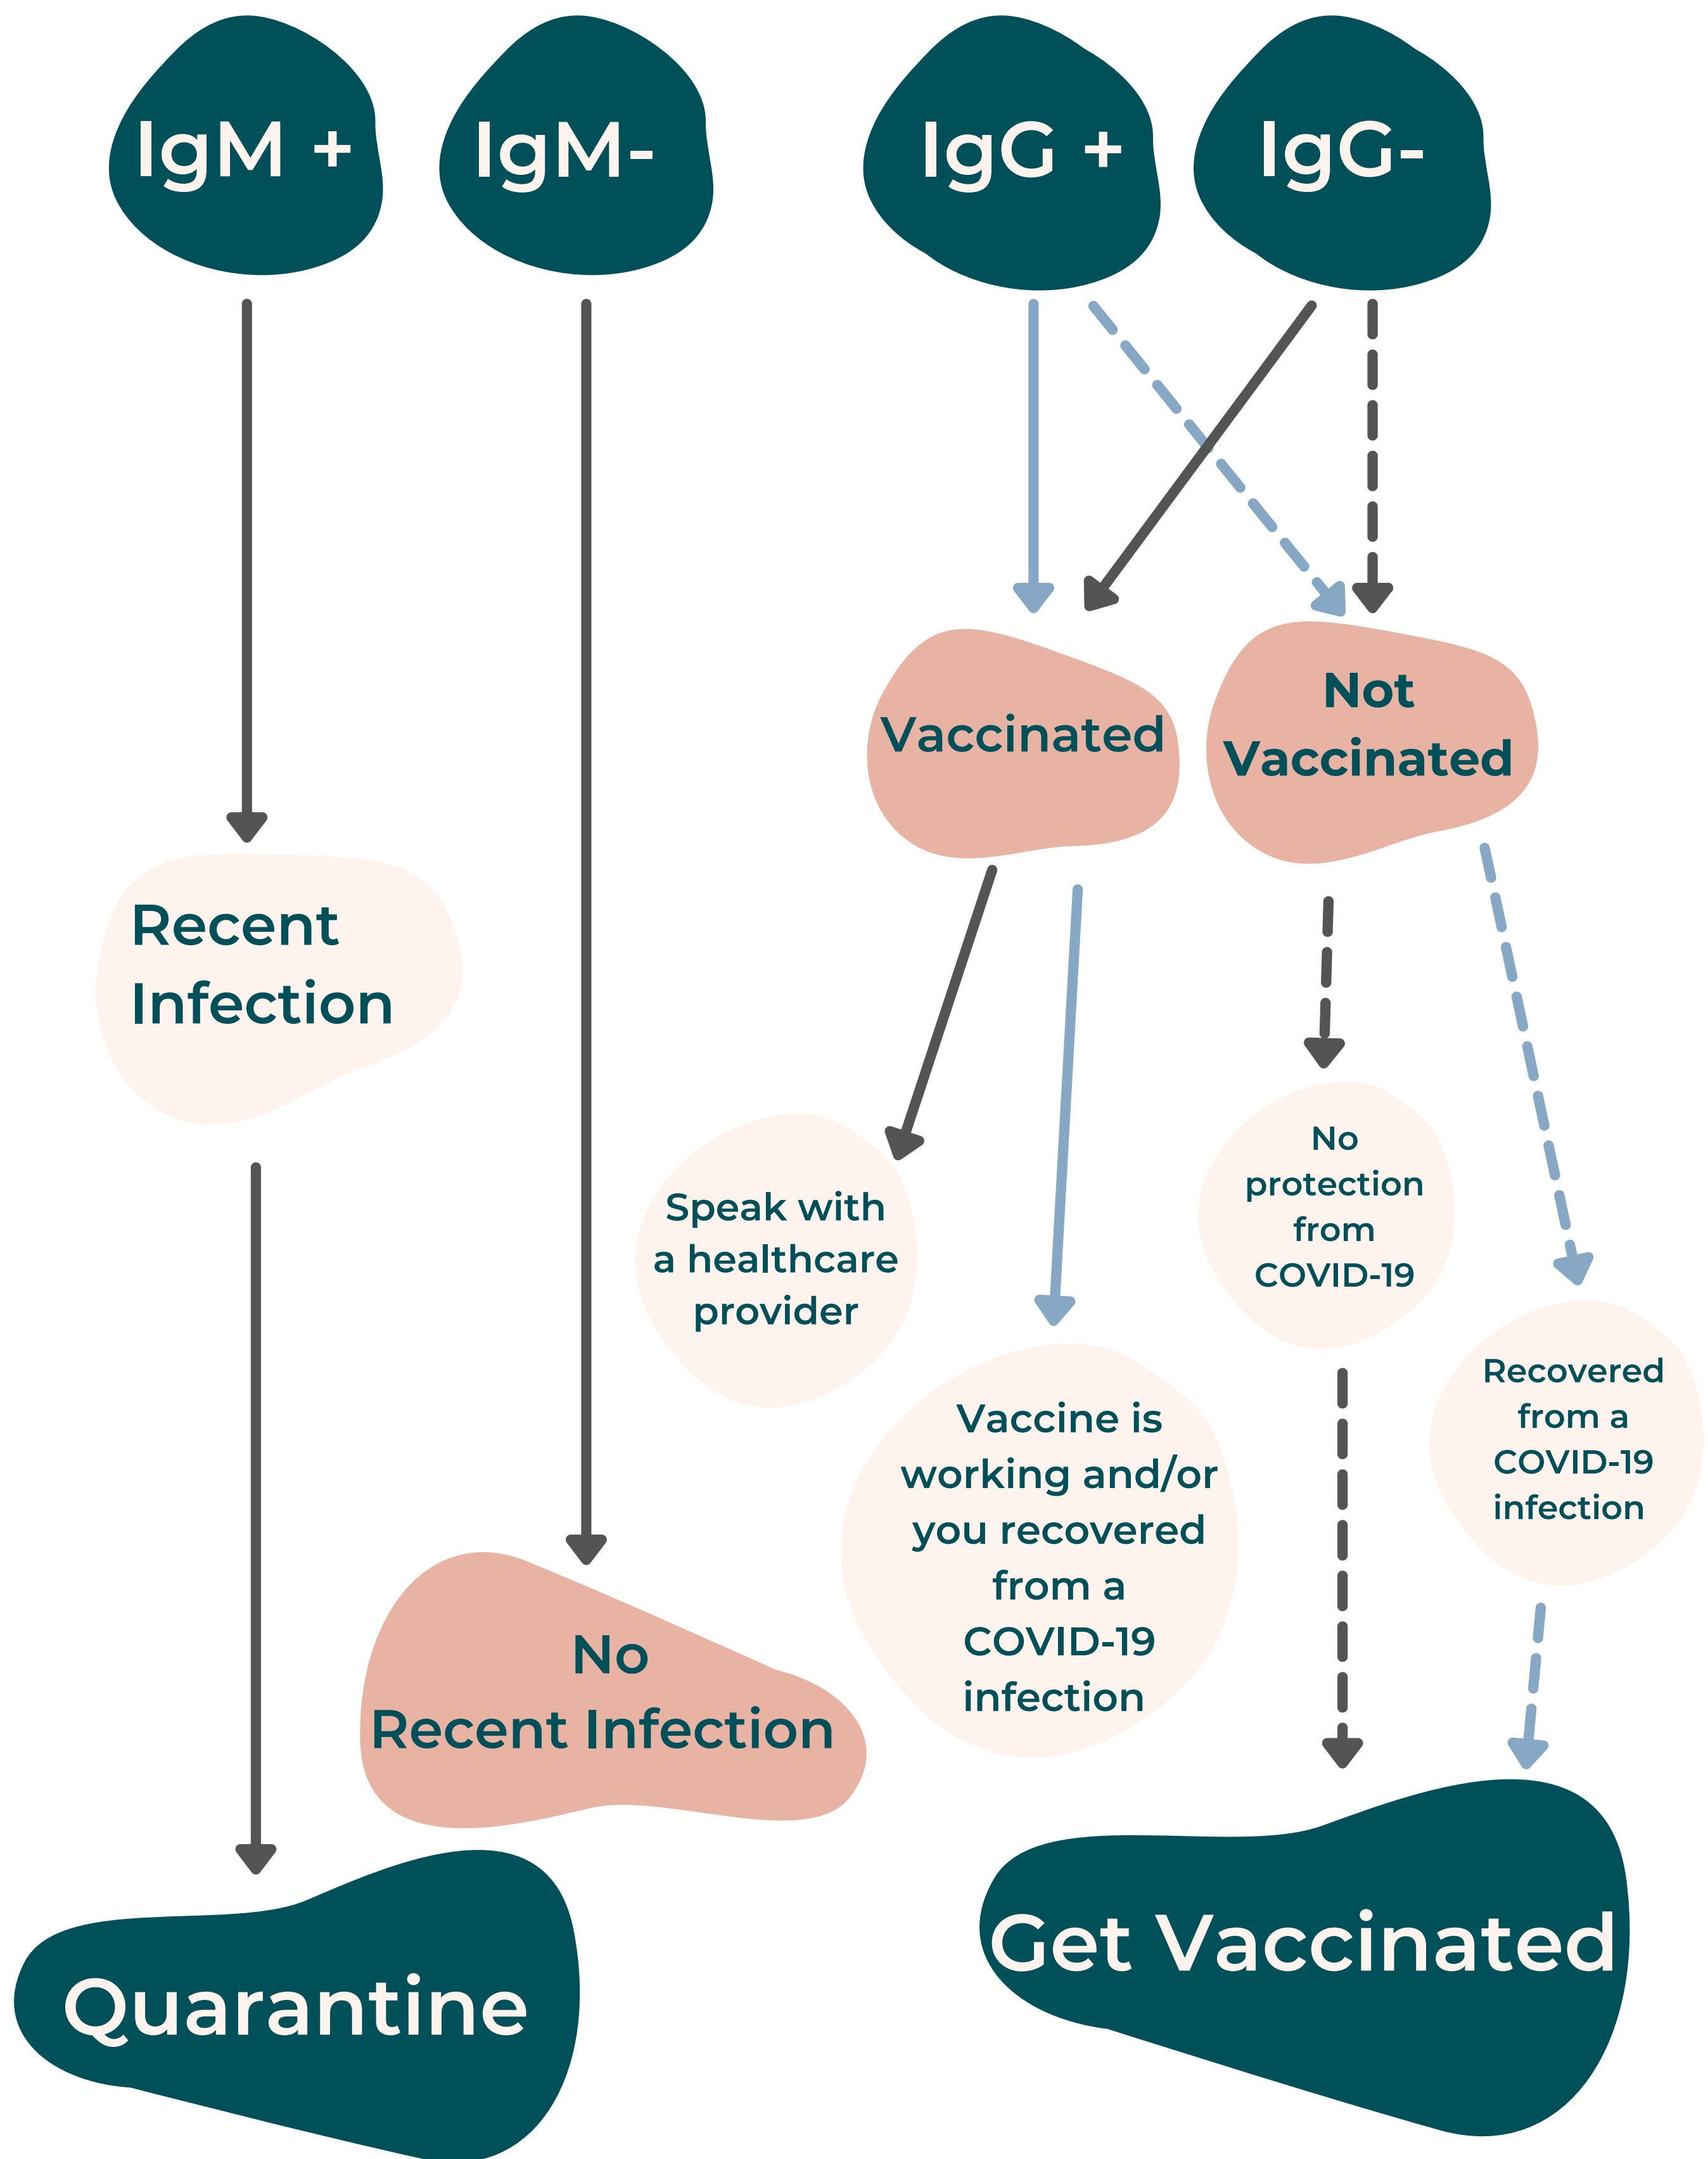 IgM +
IgM-
IgG +
IgG-
Vaccinated
Not
Vaccinated
Recent
Infection
Speak with
a healthcare
provider
No
protection
from
COVID-19
Vaccine is
working and/or
you recovered
from a
COVID-19
infection
Recovered
from a
COVID-19
infection
No
Recent Infection
Quarantine
Get Vaccinated